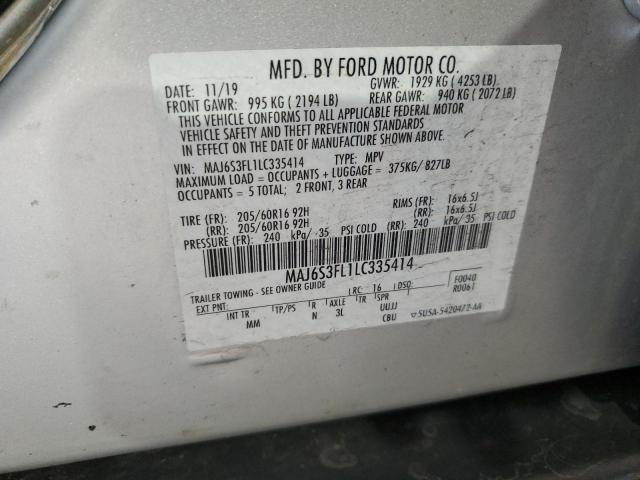 MFD. BY FORD MOTOR CO.
DATE: 11/19 GVWR: 1929 KG ( 4253 LB)
FRONT GAWR: 995 KG ( 2194 LB) REAR GAWR: 940 KG ( 2072 LB)
THIS VEHICLE CONFORMS TO ALL APPLICABLE FEDERAL MOTOR
VEHICLE SAFETY AND THEFT PREVENTION STANDARDS
IN EFFECT ON THE DATE OF MANUFACTURE SHOWN ABOVE.
VIN: MAJ6S3FL1LC335414 TYPE: MPV
MAXIMUM LOAD = OCCUPANTS + LUGGAGE = 375KG/ 827LB
OCCUPANTS = 5 TOTAL; 2 FRONT, 3 REAR
TIRE (FR): 205/60R16 92H RIMS (FR): 16x6.5J
(RR): 205/60R16 92H (RR): 16x6.5J
PRESSURE (FR): 240 kPa/ 35 PSI COLD (RR): 240 kPa/ 35 PSI COLD
MAJ6S3FL1LC335414
TRAILER TOWING - SEE OWNER GUIDE
EXT PNT: RC: 16 DSO: F0040
R0061
INT TR TP/PS R AXLE TR SPR
MM N 3L UUJJ
CBU 5U5A-5420472-AA